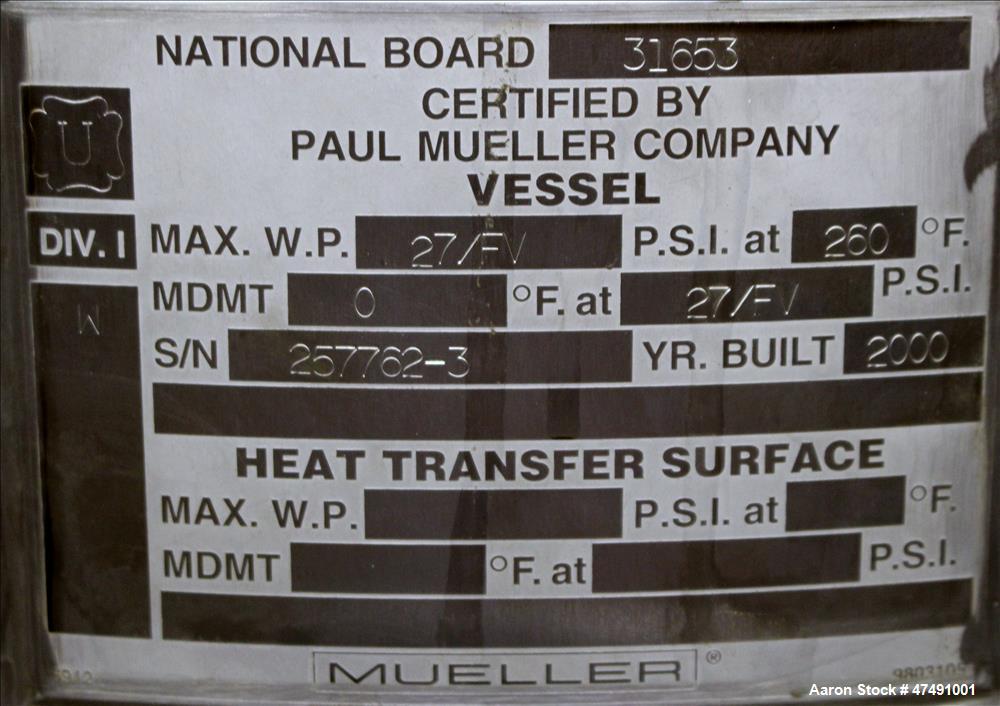 NATIONAL BOARD 31653
CERTIFIED BY
PAUL MUELLER COMPANY
VESSEL
U
DIV. I MAX. W.P. 27/FV P.S.I. at 260 °F.
W MDMT 0 °F. at 27/FV P.S.I.
S/N 257762-3 YR. BUILT 2000
HEAT TRANSFER SURFACE
MAX. W.P. P.S.I. at °F.
MDMT °F. at P.S.I.
MUELLER®
Aaron Stock # 47491001